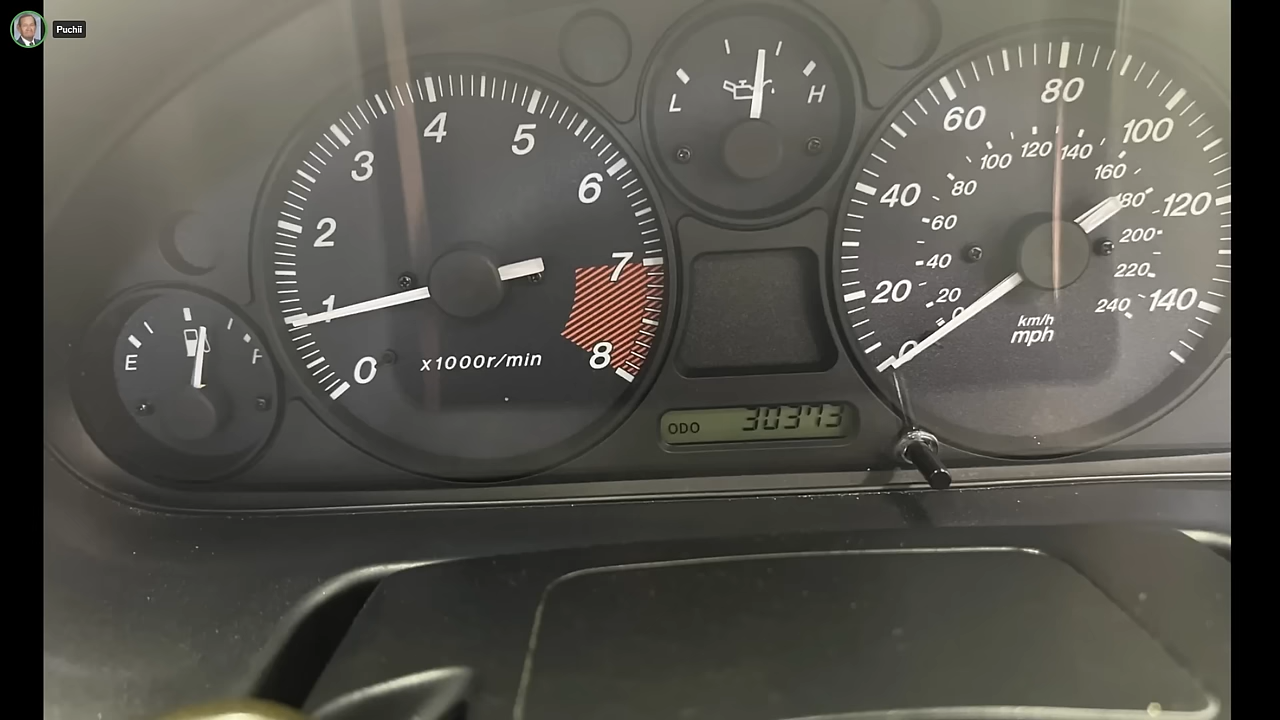 Puchii
L H
0 1 2 3 4 5 6 7 8
x1000r/min
E F
0 20 40 60 80 100 120 140
0 20 40 60 80 100 120 140 160 180 200 220 240
km/h
mph
ODO 30373